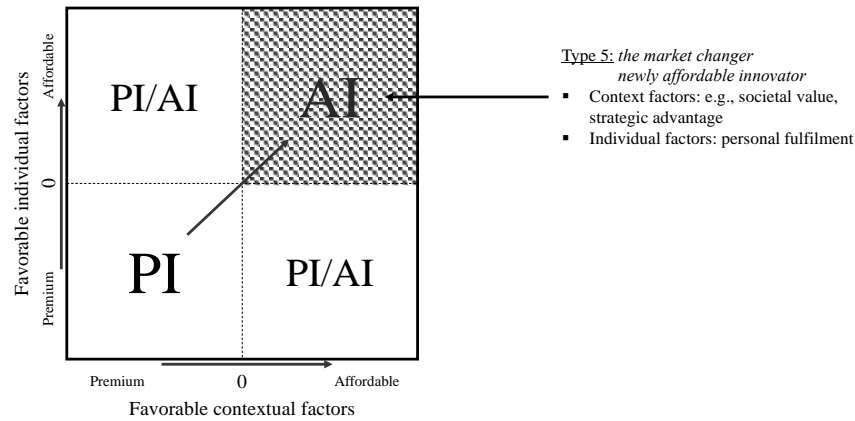 Favorable individual factors
Affordable
0
Premium
PI/AI
AI
PI
PI/AI
Premium
0
Affordable
Favorable contextual factors
Type 5: the market changer
newly affordable innovator
▪ Context factors: e.g., societal value,
strategic advantage
▪ Individual factors: personal fulfilment